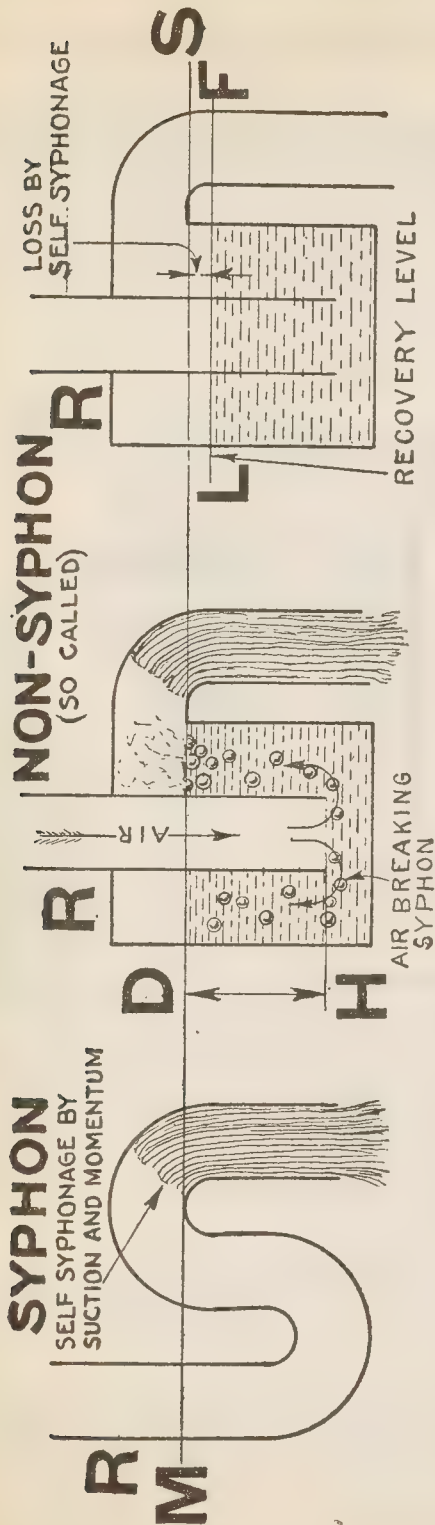 SYPHON
SELF SYPHONAGE BY
SUCTION AND MOMENTUM
R
M
NON-SYPHON
(SO CALLED)
R
AIR
D
H
AIR BREAKING
SYPHON
LOSS BY
SELF. SYPHONAGE
R
S
F
L
RECOVERY LEVEL